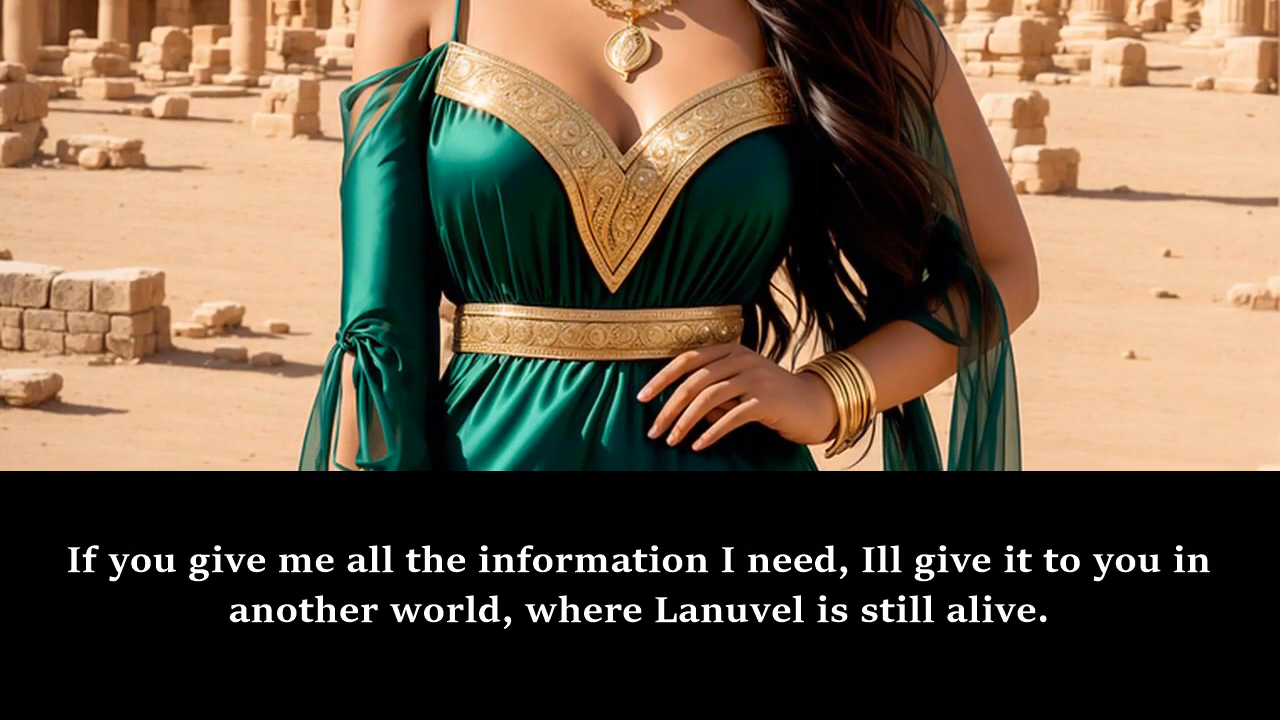 If you give me all the information I need, Ill give it to you in
another world, where Lanuvel is still alive.